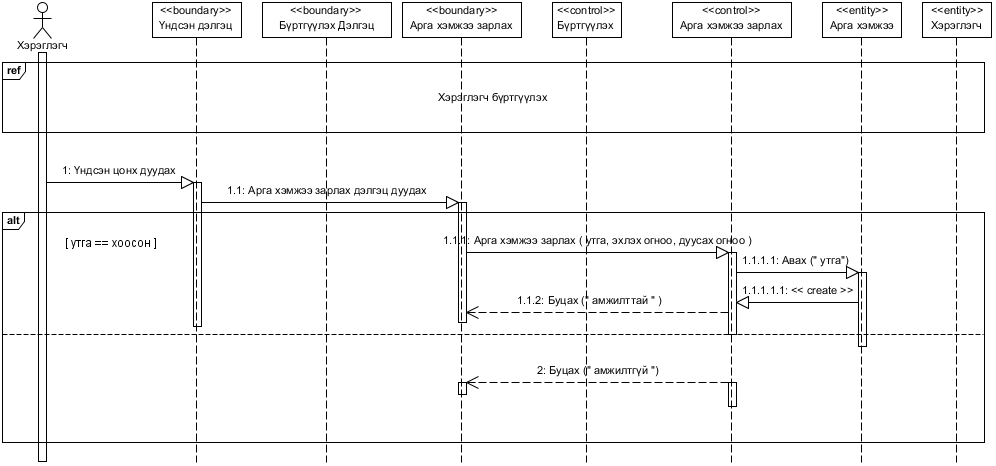 <<boundary>>
Үндсэн дэлгэц
<<boundary>>
Бүртгүүлэх Дэлгэц
<<boundary>>
Арга хэмжээ зарлах
<<control>>
Бүртгүүлэх
<<control>>
Арга хэмжээ зарлах
<<entity>>
Арга хэмжээ
<<entity>>
Хэрэглэгч
Хэрэглэгч
ref
Хэрэглэгч бүртгүүлэх
1: Үндсэн цонх дуудах
1.1: Арга хэмжээ зарлах дэлгэц дуудах
alt
[ утга == хоосон ]
1.1.1: Арга хэмжээ зарлах ( утга, эхлэх огноо, дуусах огноо )
1.1.1.1: Авах (" утга")
1.1.1.1.1: << create >>
1.1.2: Буцах (" амжилттай " )
2: Буцах (" амжилтгүй ")